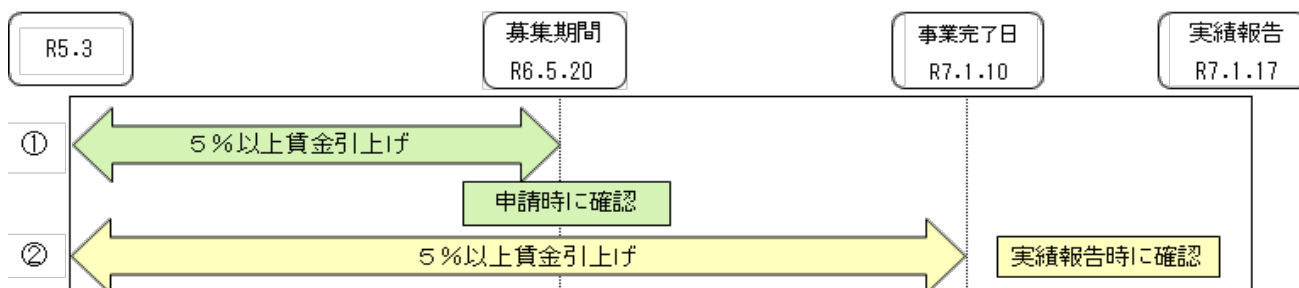 R5.3
募集期間
R6.5.20
事業完了日
R7.1.10
実績報告
R7.1.17
①
５％以上賃金引上げ
申請時に確認
②
５％以上賃金引上げ
実績報告時に確認